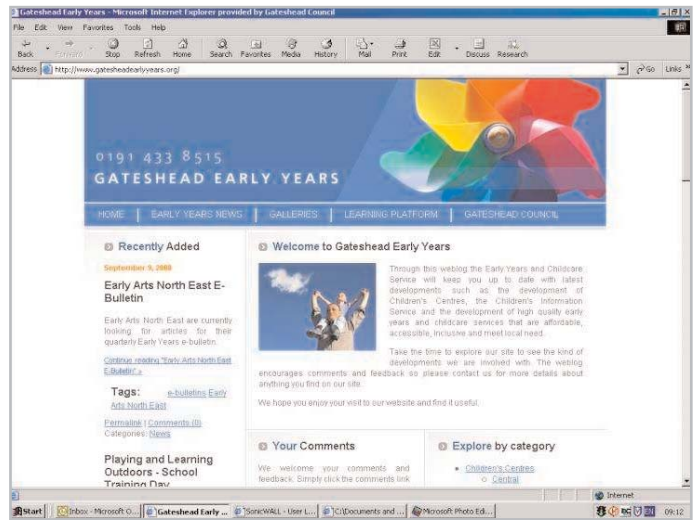 Gateshead Early Years - Microsoft Internet Explorer provided by Gateshead Council
File Edit View Favorites Tools Help
Back Forward Stop Refresh Home Search Favorites Media History Mail Print Edit Discuss Research
Address http://www.gatesheadearlyyears.org/ Go Links »
0191 433 8515
GATESHEAD EARLY YEARS
HOME | EARLY YEARS NEWS | GALLERIES | LEARNING PLATFORM | GATESHEAD COUNCIL
Recently Added
September 9, 2008
Early Arts North East E-
Bulletin
Early Arts North East are currently
looking for articles for their
quarterly Early Years e-bulletin.
Continue reading "Early Arts North East
E-Bulletin" »
Tags: e-bulletins Early
Arts North East
Permalink | Comments (0)
Categories: News
Playing and Learning
Outdoors - School
Training Day
Welcome to Gateshead Early Years
Through this weblog the Early Years and Childcare
Service will keep you up to date with latest
developments such as the development of
Children's Centres, the Children's Information
Service and the development of high quality early
years and childcare services that are affordable,
accessible, inclusive and meet local need.
Take the time to explore our site to see the kind of
developments we are involved with. The weblog
encourages comments and feedback so please contact us for more details about
anything you find on our site.
We hope you enjoy your visit to our website and find it useful.
Your Comments
We welcome your comments and
feedback. Simply click the comments link
Explore by category
Children's Centres
Central
Internet
Start Inbox - Microsoft O... Gateshead Early ... SonicWALL - User L... C:\Documents and ... Microsoft Photo Edi... 09:12